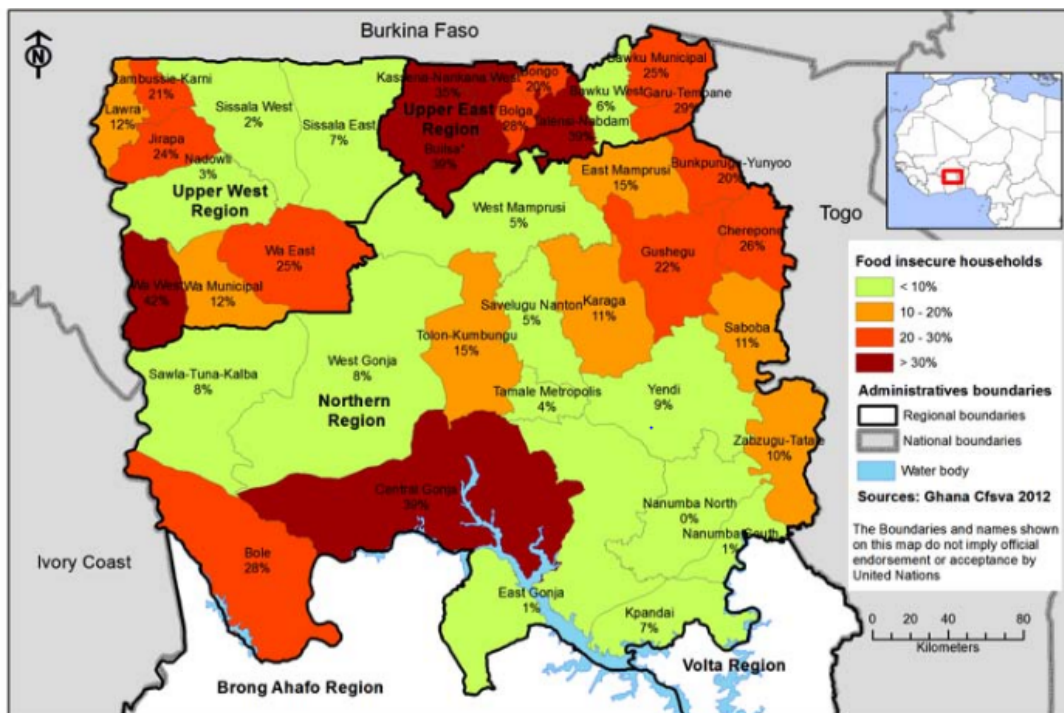 Burkina Faso
N
Lambussie-Karni
21%
Lawra
12%
Jirapa
24%
Nadowli
3%
Sissala West
2%
Sissala East
7%
Upper West
Region
Wa West
42%
Wa Municipal
12%
Wa East
25%
Kassena-Nankana West
35%
Upper East
Region
Builsa*
39%
Bongo
20%
Bolga
28%
Talensi-Nabdam
39%
Bawku West
6%
Bawku Municipal
25%
Garu-Tempane
29%
East Mamprusi
15%
Bunkpurugu-Yunyoo
20%
West Mamprusi
5%
Togo
Cherepone
26%
Gushegu
22%
Karaga
11%
Savelugu Nanton
5%
Tolon-Kumbungu
15%
Saboba
11%
Sawla-Tuna-Kalba
8%
West Gonja
8%
Northern
Region
Tamale Metropolis
4%
Yendi
9%
Zabzugu-Tatale
10%
Central Gonja
39%
Nanumba North
0%
Nanumba South
1%
Ivory Coast
Bole
28%
East Gonja
1%
Kpandai
7%
Brong Ahafo Region
Volta Region
Food insecure households
< 10%
10 - 20%
20 - 30%
> 30%
Administratives boundaries
Regional boundaries
National boundaries
Water body
Sources: Ghana Cfsva 2012
The Boundaries and names shown
on this map do not imply official
endorsement or acceptance by
United Nations
0 20 40 80
Kilometers